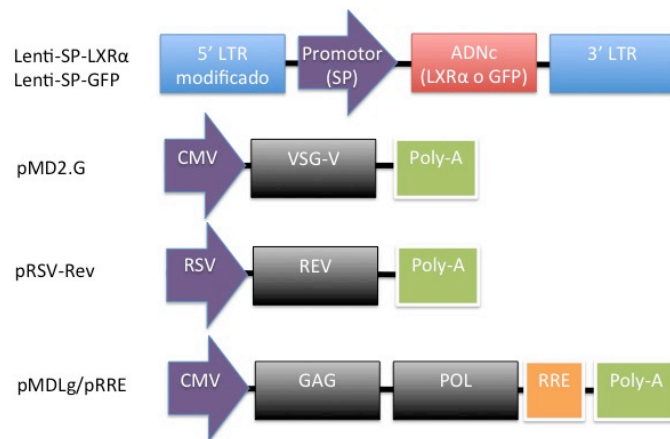 Lenti-SP-LXRα
Lenti-SP-GFP
5′ LTR
modificado
Promotor
(SP)
ADNc
(LXRα o GFP)
3′ LTR
pMD2.G
CMV
VSG-V
Poly-A
pRSV-Rev
RSV
REV
Poly-A
pMDLg/pRRE
CMV
GAG
POL
RRE
Poly-A